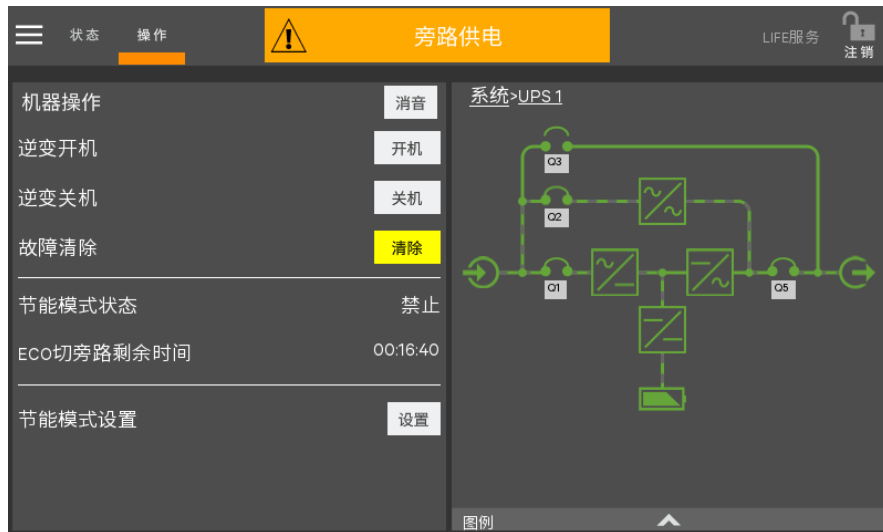 状态 操作 旁路供电 LIFE服务 注销
机器操作 消音
逆变开机 开机
逆变关机 关机
故障清除 清除
节能模式状态 禁止
ECO切旁路剩余时间 00:16:40
节能模式设置 设置
系统>UPS 1
Q3
Q2
Q1 Q5
图例